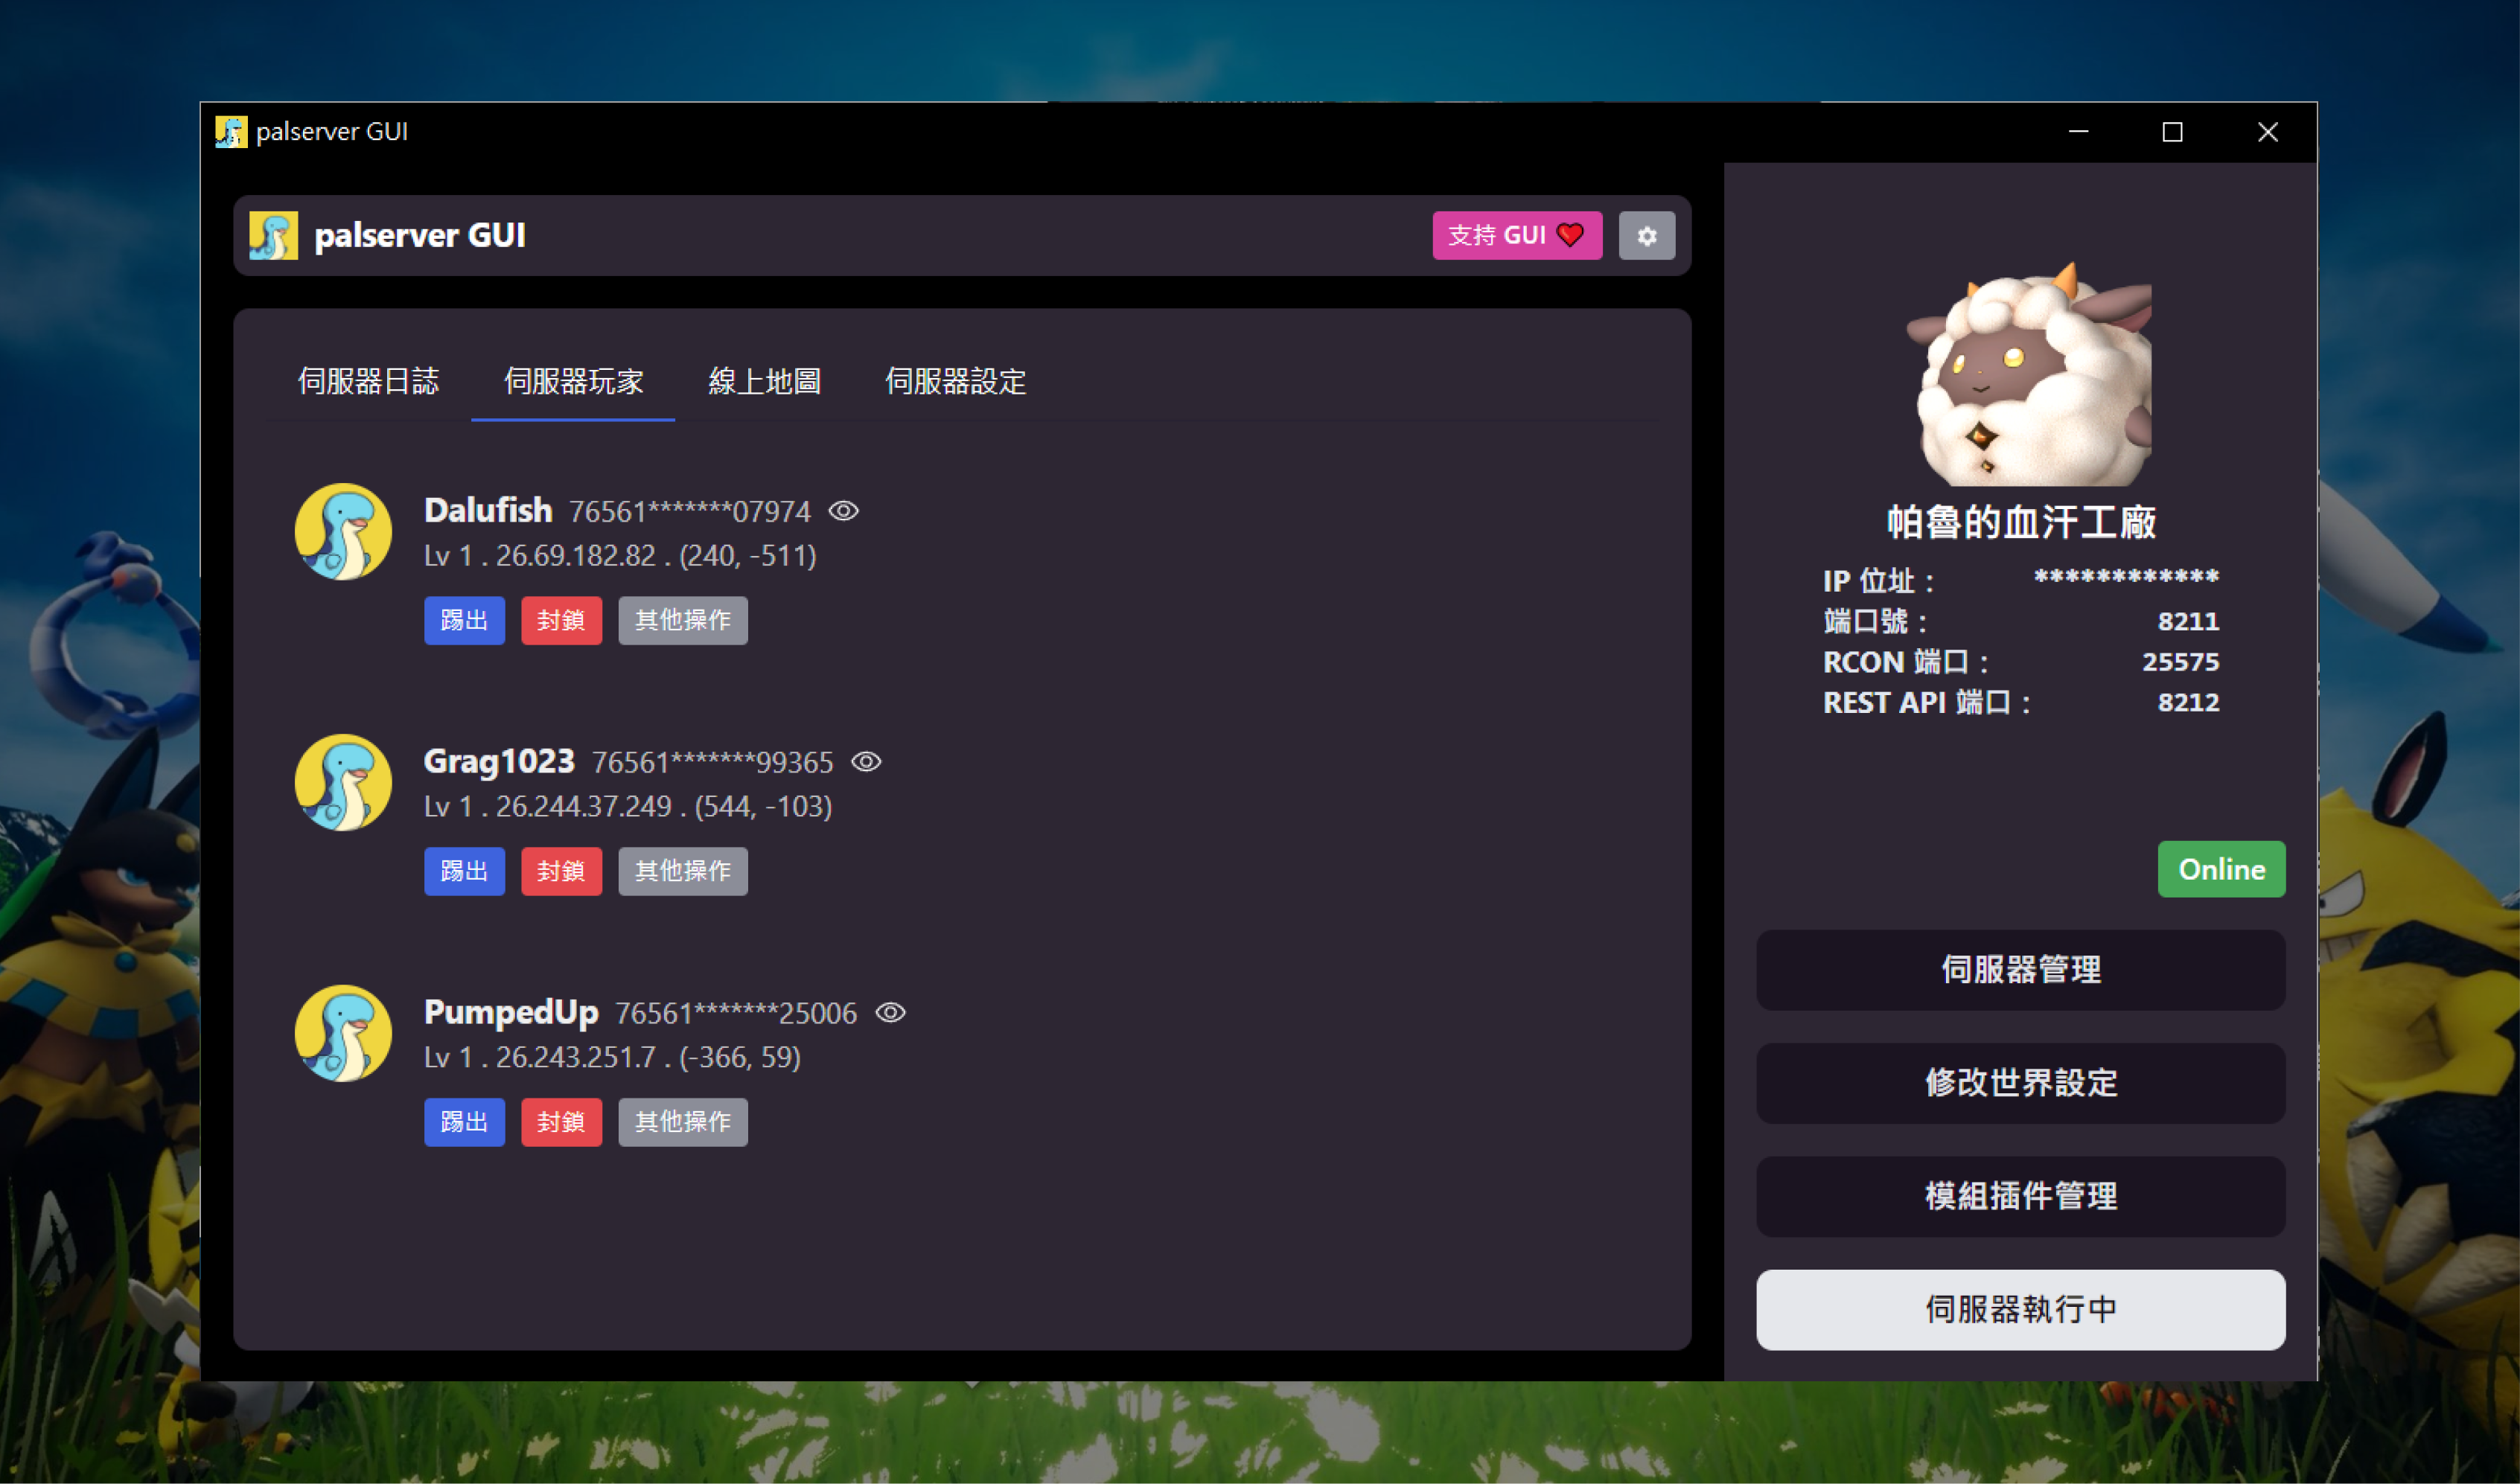 palserver GUI
palserver GUI
支持 GUI ❤️
伺服器日誌 伺服器玩家 線上地圖 伺服器設定
Dalufish 76561*******07974
Lv 1 . 26.69.182.82 . (240, -511)
踢出 封鎖 其他操作
Grag1023 76561*******99365
Lv 1 . 26.244.37.249 . (544, -103)
踢出 封鎖 其他操作
PumpedUp 76561*******25006
Lv 1 . 26.243.251.7 . (-366, 59)
踢出 封鎖 其他操作
帕魯的血汗工廠
IP 位址： ************
端口號： 8211
RCON 端口： 25575
REST API 端口： 8212
Online
伺服器管理
修改世界設定
模組插件管理
伺服器執行中